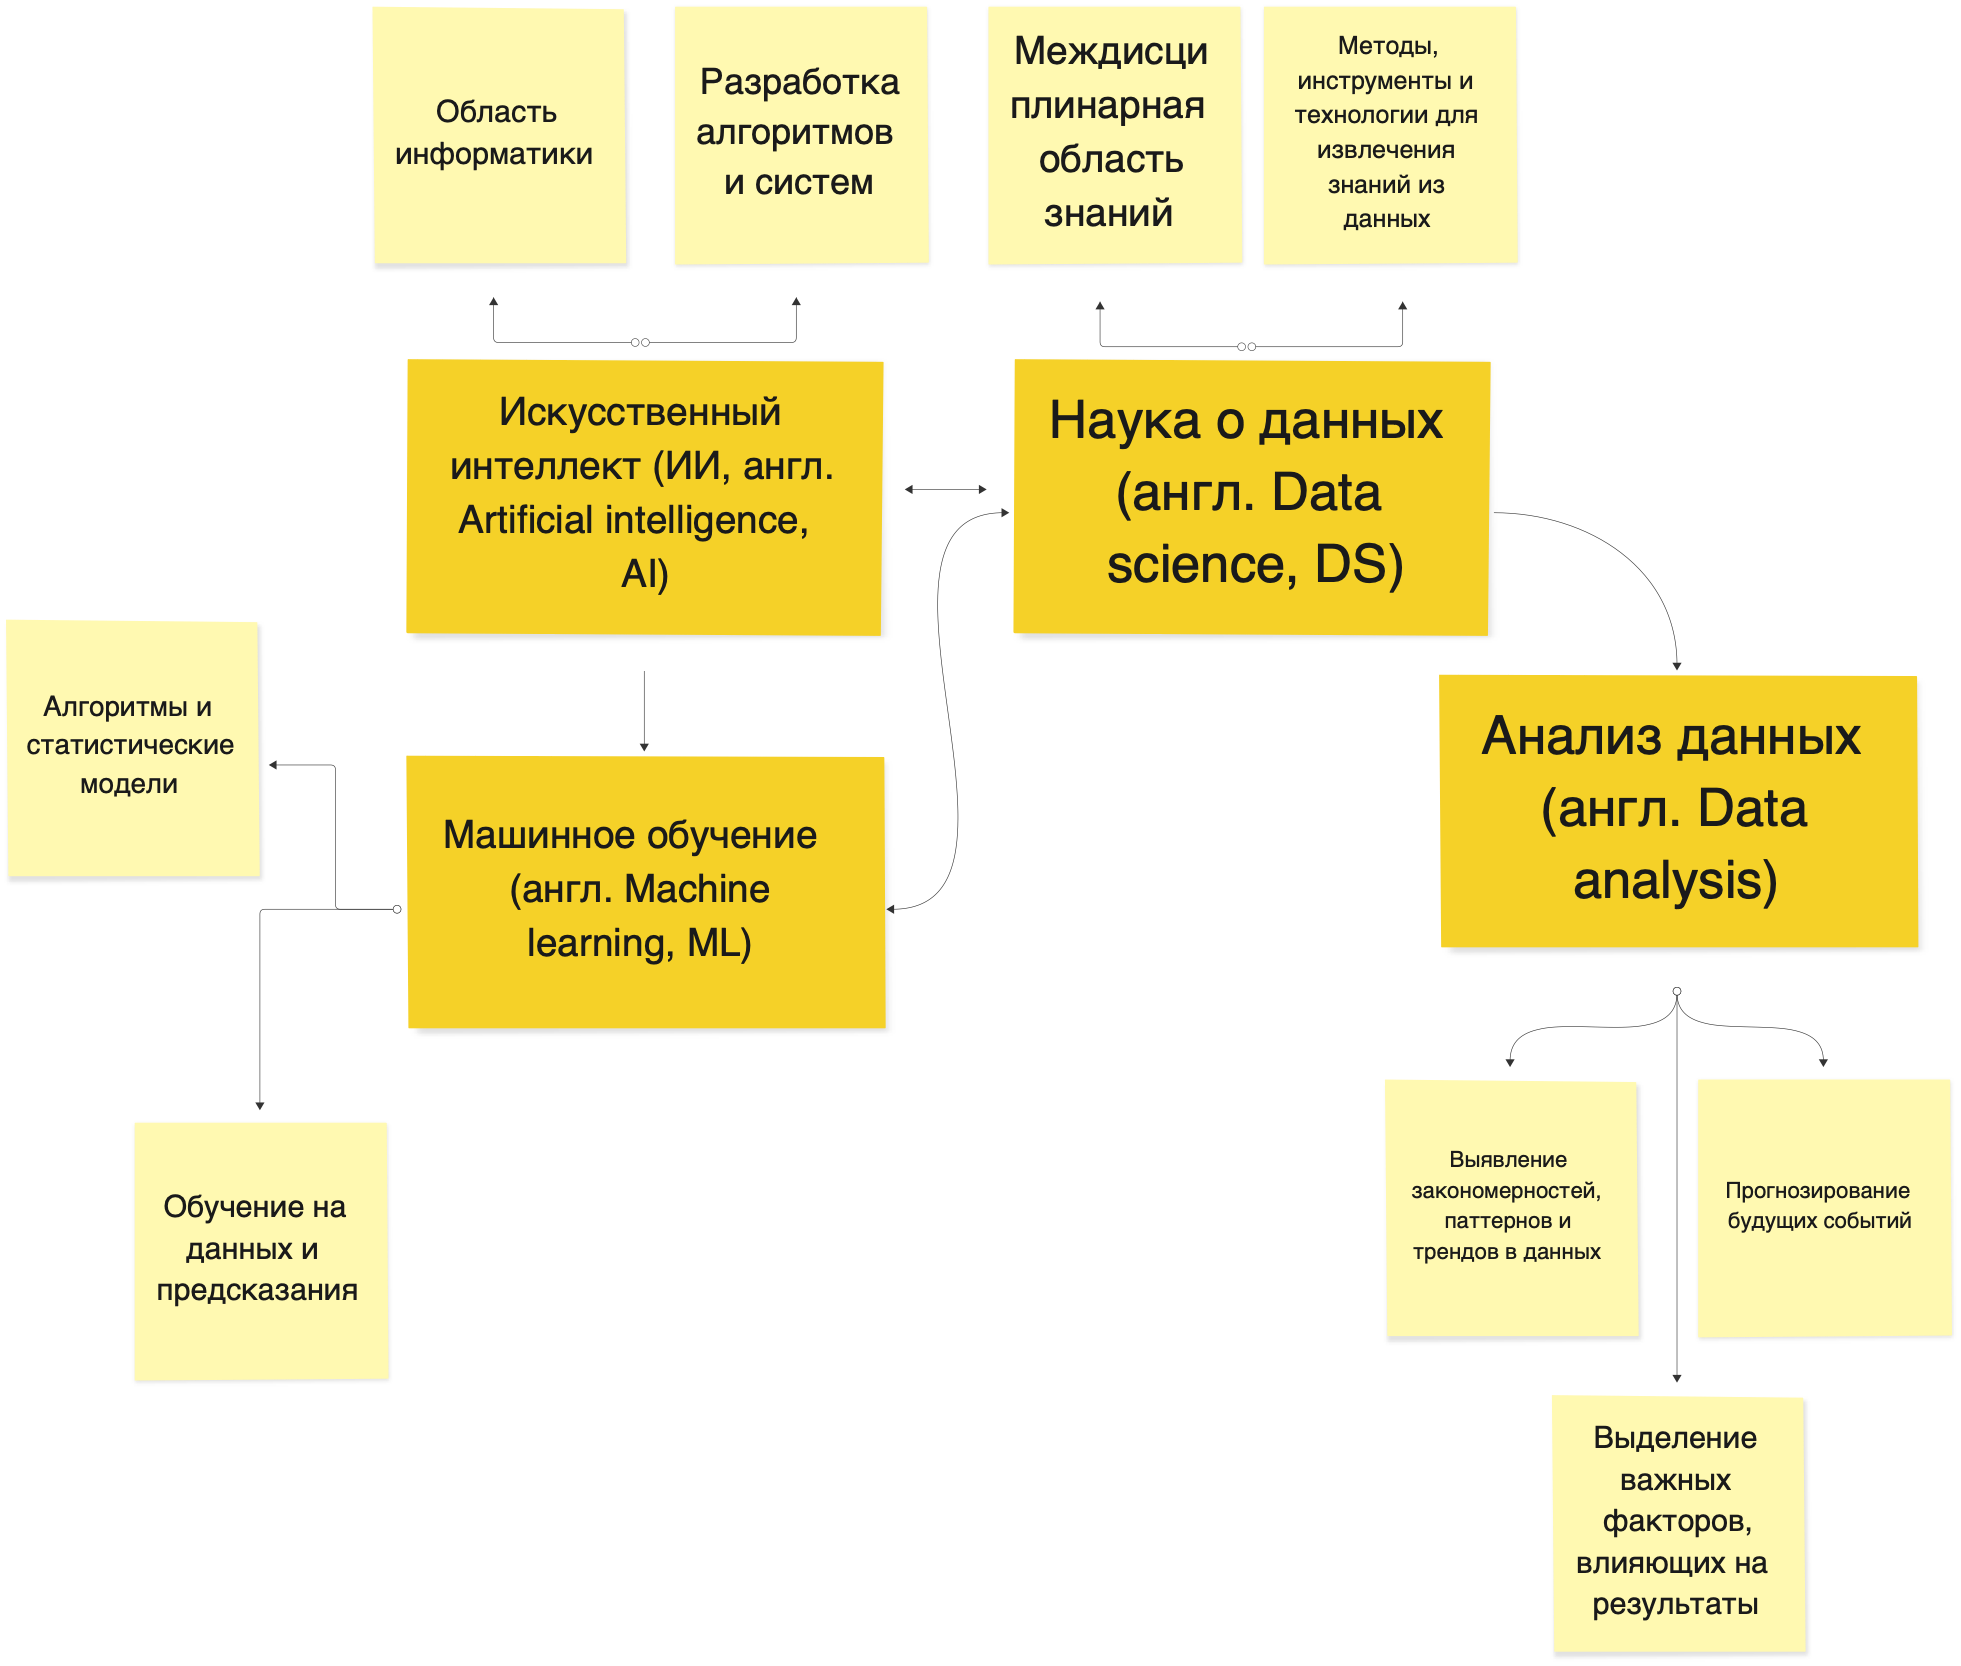 Область
информатики
Разработка
алгоритмов
и систем
Междисци
плинарная
область
знаний
Методы,
инструменты и
технологии для
извлечения
знаний из
данных
Искусственный
интеллект (ИИ, англ.
Artificial intelligence,
AI)
Наука о данных
(англ. Data
science, DS)
Алгоритмы и
статистические
модели
Машинное обучение
(англ. Machine
learning, ML)
Анализ данных
(англ. Data
analysis)
Обучение на
данных и
предсказания
Выявление
закономерностей,
паттернов и
трендов в данных
Прогнозирование
будущих событий
Выделение
важных
факторов,
влияющих на
результаты